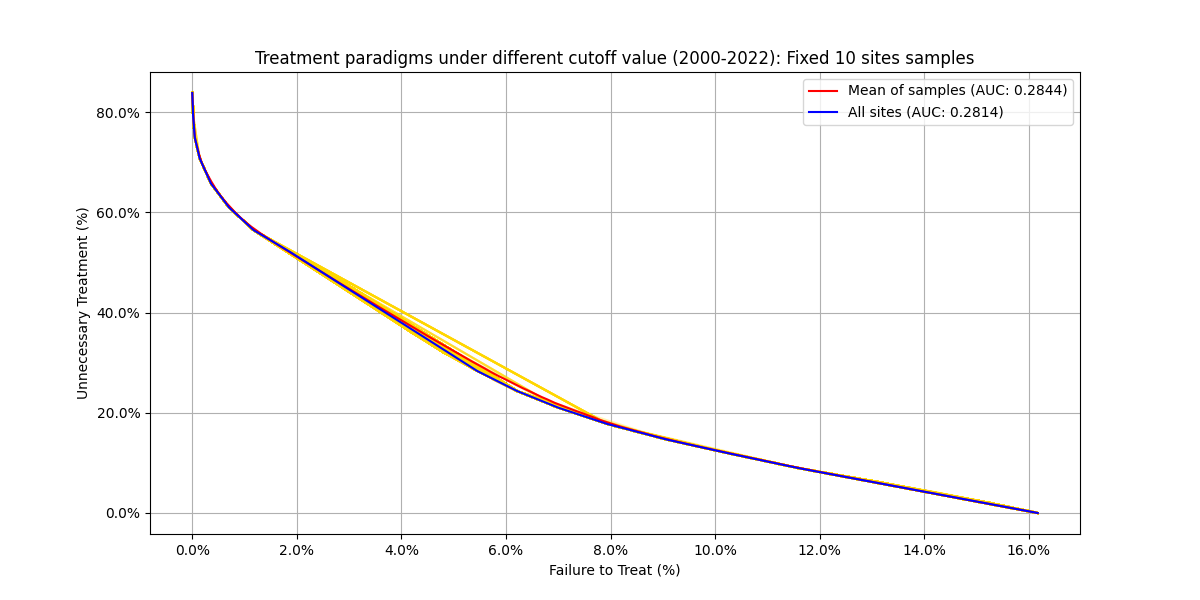 Treatment paradigms under different cutoff value (2000-2022): Fixed 10 sites samples
Mean of samples (AUC: 0.2844)
All sites (AUC: 0.2814)
Unnecessary Treatment (%)
80.0%
60.0%
40.0%
20.0%
0.0%
0.0% 2.0% 4.0% 6.0% 8.0% 10.0% 12.0% 14.0% 16.0%
Failure to Treat (%)